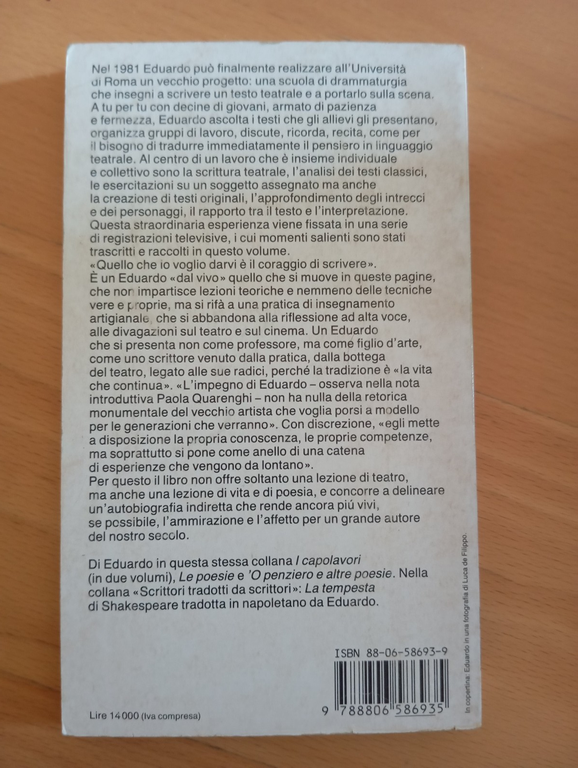 Nel 1981 Eduardo può finalmente realizzare all'Università
di Roma un vecchio progetto: una scuola di drammaturgia
che insegni a scrivere un testo teatrale e a portarlo sulla scena.
A tu per tu con decine di giovani, armato di pazienza
e fermezza, Eduardo ascolta i testi che gli allievi gli presentano,
organizza gruppi di lavoro, discute, ricorda, recita, come per
il bisogno di tradurre immediatamente il pensiero in linguaggio
teatrale. Al centro di un lavoro che è insieme individuale
e collettivo sono la scrittura teatrale, l'analisi dei testi classici,
le esercitazioni su un soggetto assegnato ma anche
la creazione di testi originali, l'approfondimento degli intrecci
e dei personaggi, il rapporto tra il testo e l'interpretazione.
Questa straordinaria esperienza viene fissata in una serie
di registrazioni televisive, i cui momenti salienti sono stati
trascritti e raccolti in questo volume.
«Quello che io voglio darvi è il coraggio di scrivere».
È un Eduardo «dal vivo» quello che si muove in queste pagine,
che non impartisce lezioni teoriche e nemmeno delle tecniche
vere e proprie, ma si rifà a una pratica di insegnamento
artigianale, che si abbandona alla riflessione ad alta voce,
alle divagazioni sul teatro e sul cinema. Un Eduardo
che si presenta non come professore, ma come figlio d'arte,
come uno scrittore venuto dalla pratica, dalla bottega
del teatro, legato alle sue radici, perché la tradizione è «la vita
che continua». «L'impegno di Eduardo – osserva nella nota
introduttiva Paola Quarenghi – non ha nulla della retorica
monumentale del vecchio artista che voglia porsi a modello
per le generazioni che verranno». Con discrezione, «egli mette
a disposizione la propria conoscenza, le proprie competenze,
ma soprattutto si pone come anello di una catena
di esperienze che vengono da lontano».
Per questo il libro non offre soltanto una lezione di teatro,
ma anche una lezione di vita e di poesia, e concorre a delineare
un'autobiografia indiretta che rende ancora piú vivi,
se possibile, l'ammirazione e l'affetto per un grande autore
del nostro secolo.
Di Eduardo in questa stessa collana I capolavori
(in due volumi), Le poesie e 'O penziero e altre poesie. Nella
collana «Scrittori tradotti da scrittori»: La tempesta
di Shakespeare tradotta in napoletano da Eduardo.
In copertina: Eduardo in una fotografia di Luca de Filippo.
ISBN 88-06-58693-9
9 788806 586935
Lire 14000 (Iva compresa)